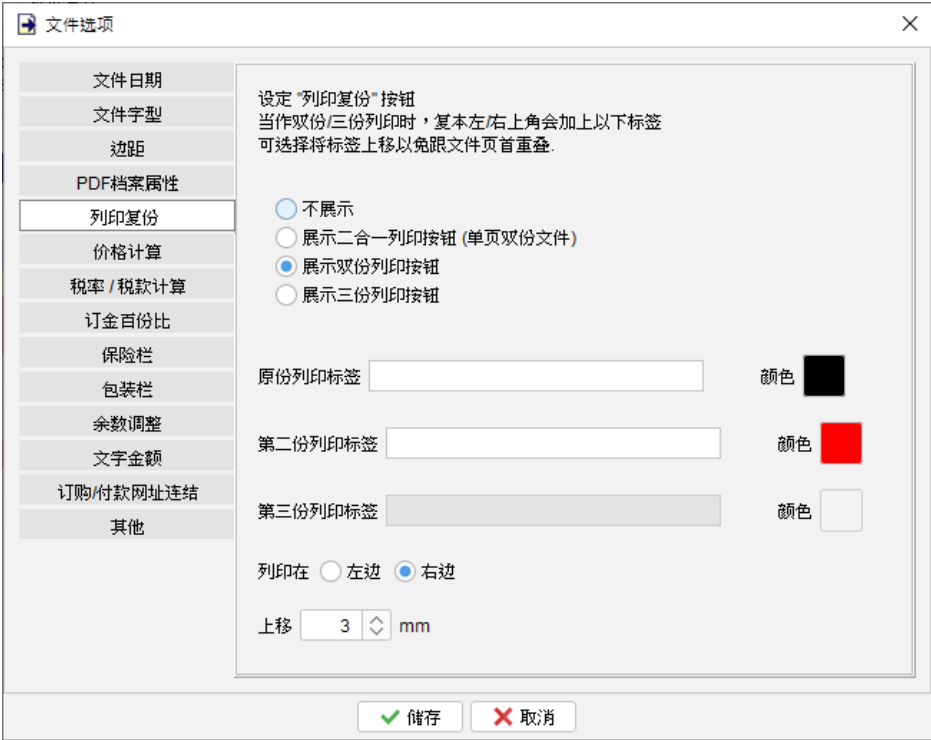 文件选项
文件日期
文件字型
边距
PDF档案属性
列印复份
价格计算
税率 / 税款计算
订金百份比
保险栏
包装栏
余数调整
文字金额
订购/付款网址连结
其他
设定 "列印复份" 按钮
当作双份/三份列印时，复本左/右上角会加上以下标签
可选择将标签上移以免跟文件页首重叠.
不展示
展示二合一列印按钮 (单页双份文件)
展示双份列印按钮
展示三份列印按钮
原份列印标签 颜色
第二份列印标签 颜色
第三份列印标签 颜色
列印在 左边 右边
上移 3 mm
储存 取消